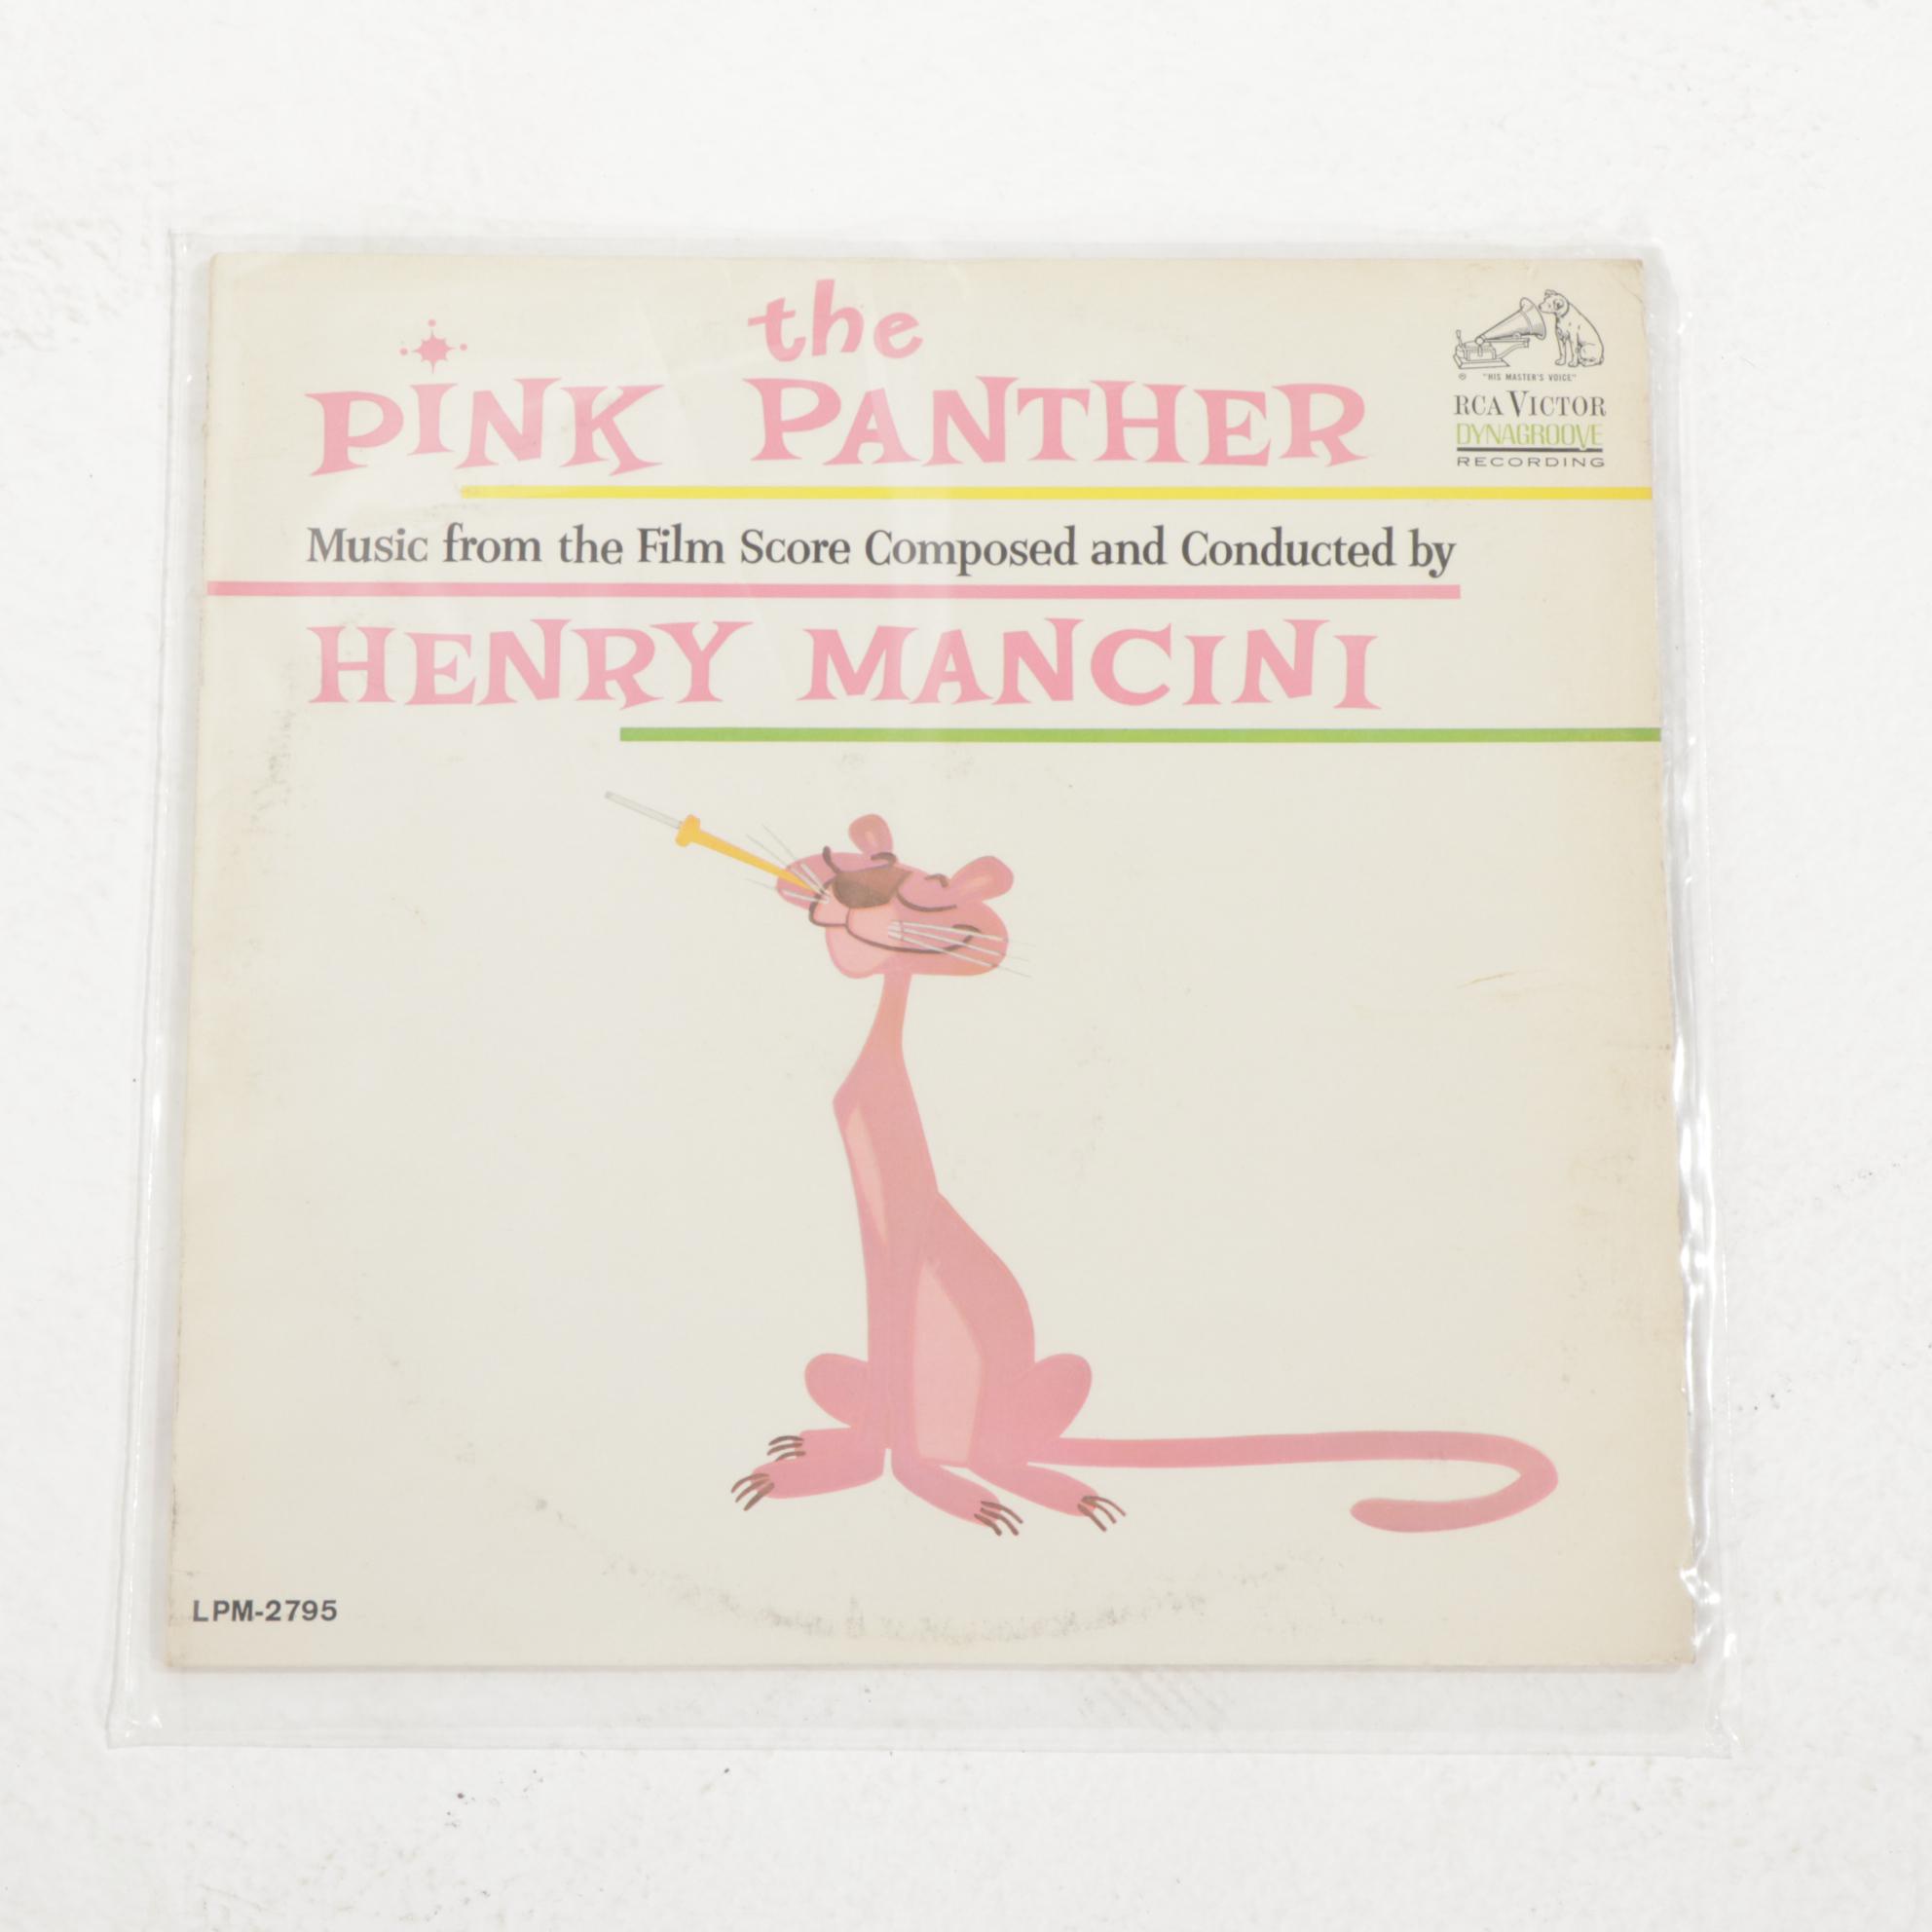 the
PINK PANTHER
"HIS MASTER'S VOICE"
RCA VICTOR
DYNAGROOVE
RECORDING
Music from the Film Score Composed and Conducted by
HENRY MANCINI
LPM-2795